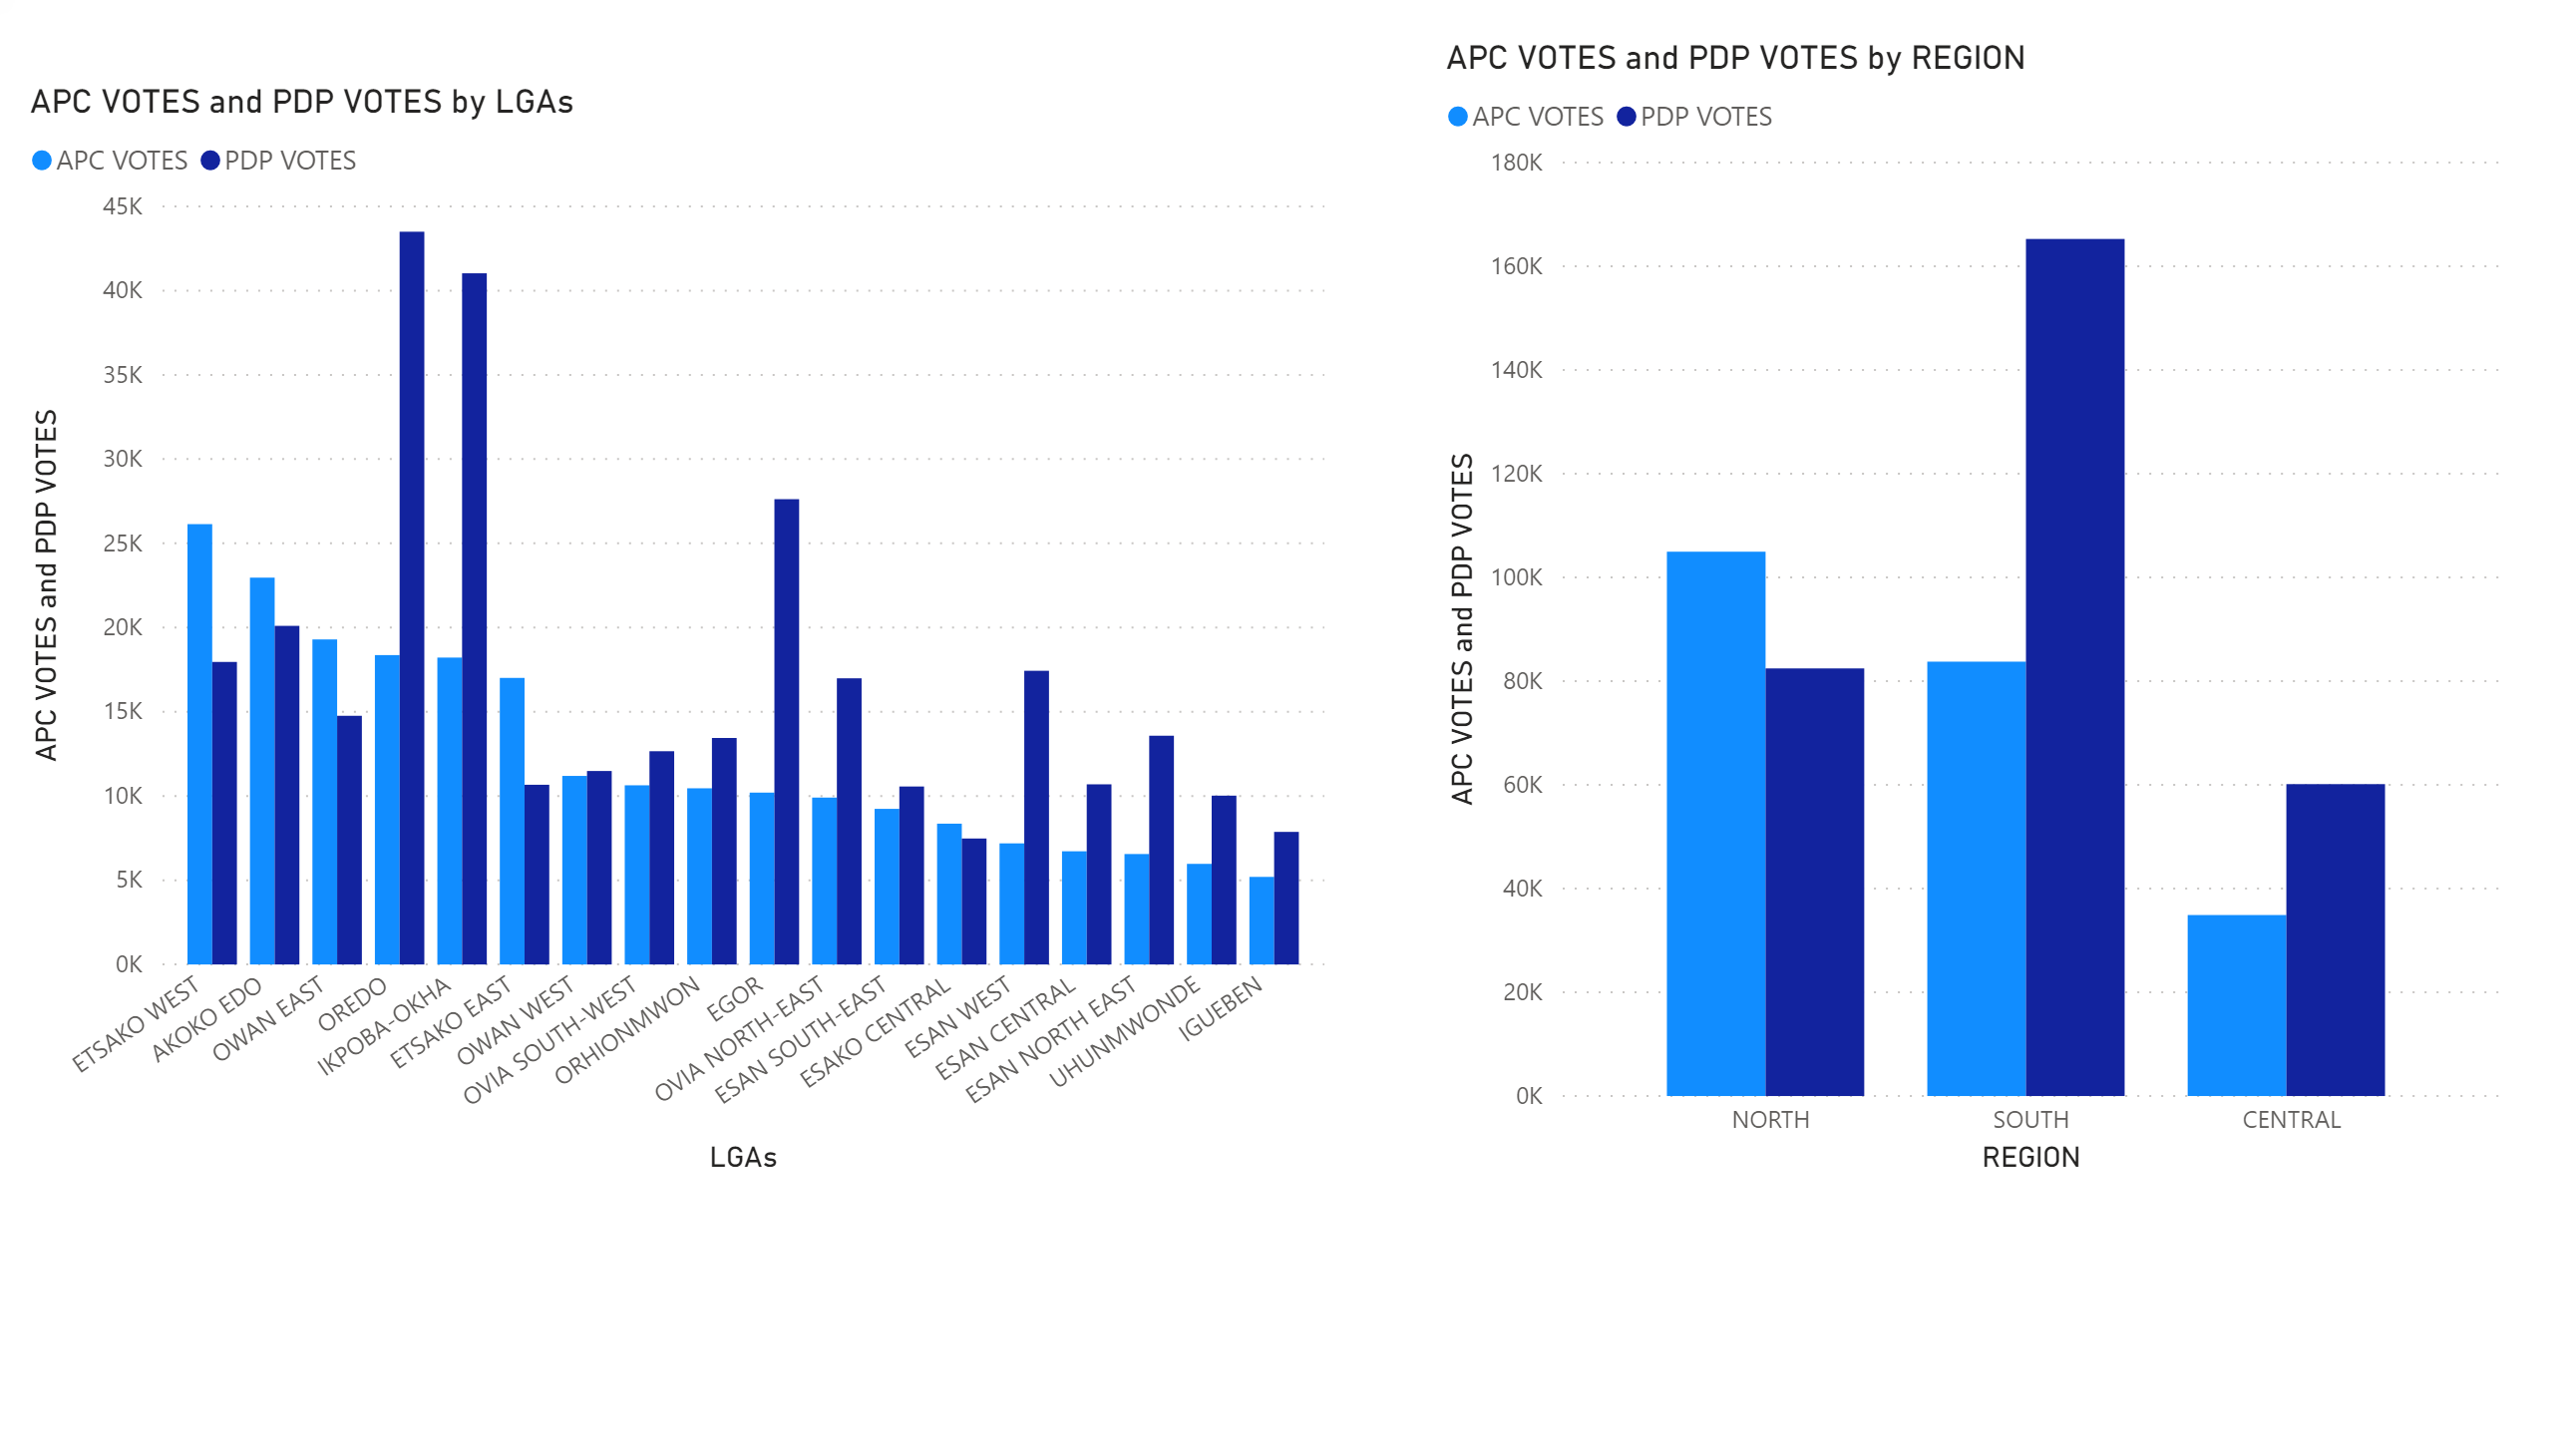 APC VOTES and PDP VOTES by LGAs
APC VOTES PDP VOTES
45K
40K
35K
30K
25K
20K
15K
10K
5K
0K
APC VOTES and PDP VOTES
ETSAKO WEST
AKOKO EDO
OWAN EAST
OREDO
IKPOBA-OKHA
ETSAKO EAST
OWAN WEST
OVIA SOUTH-WEST
ORHIONMWON
EGOR
OVIA NORTH-EAST
ESAN SOUTH-EAST
ESAKO CENTRAL
ESAN WEST
ESAN CENTRAL
ESAN NORTH EAST
UHUNMWONDE
IGUEBEN
LGAs
APC VOTES and PDP VOTES by REGION
APC VOTES PDP VOTES
180K
160K
140K
120K
100K
80K
60K
40K
20K
0K
APC VOTES and PDP VOTES
NORTH
SOUTH
CENTRAL
REGION